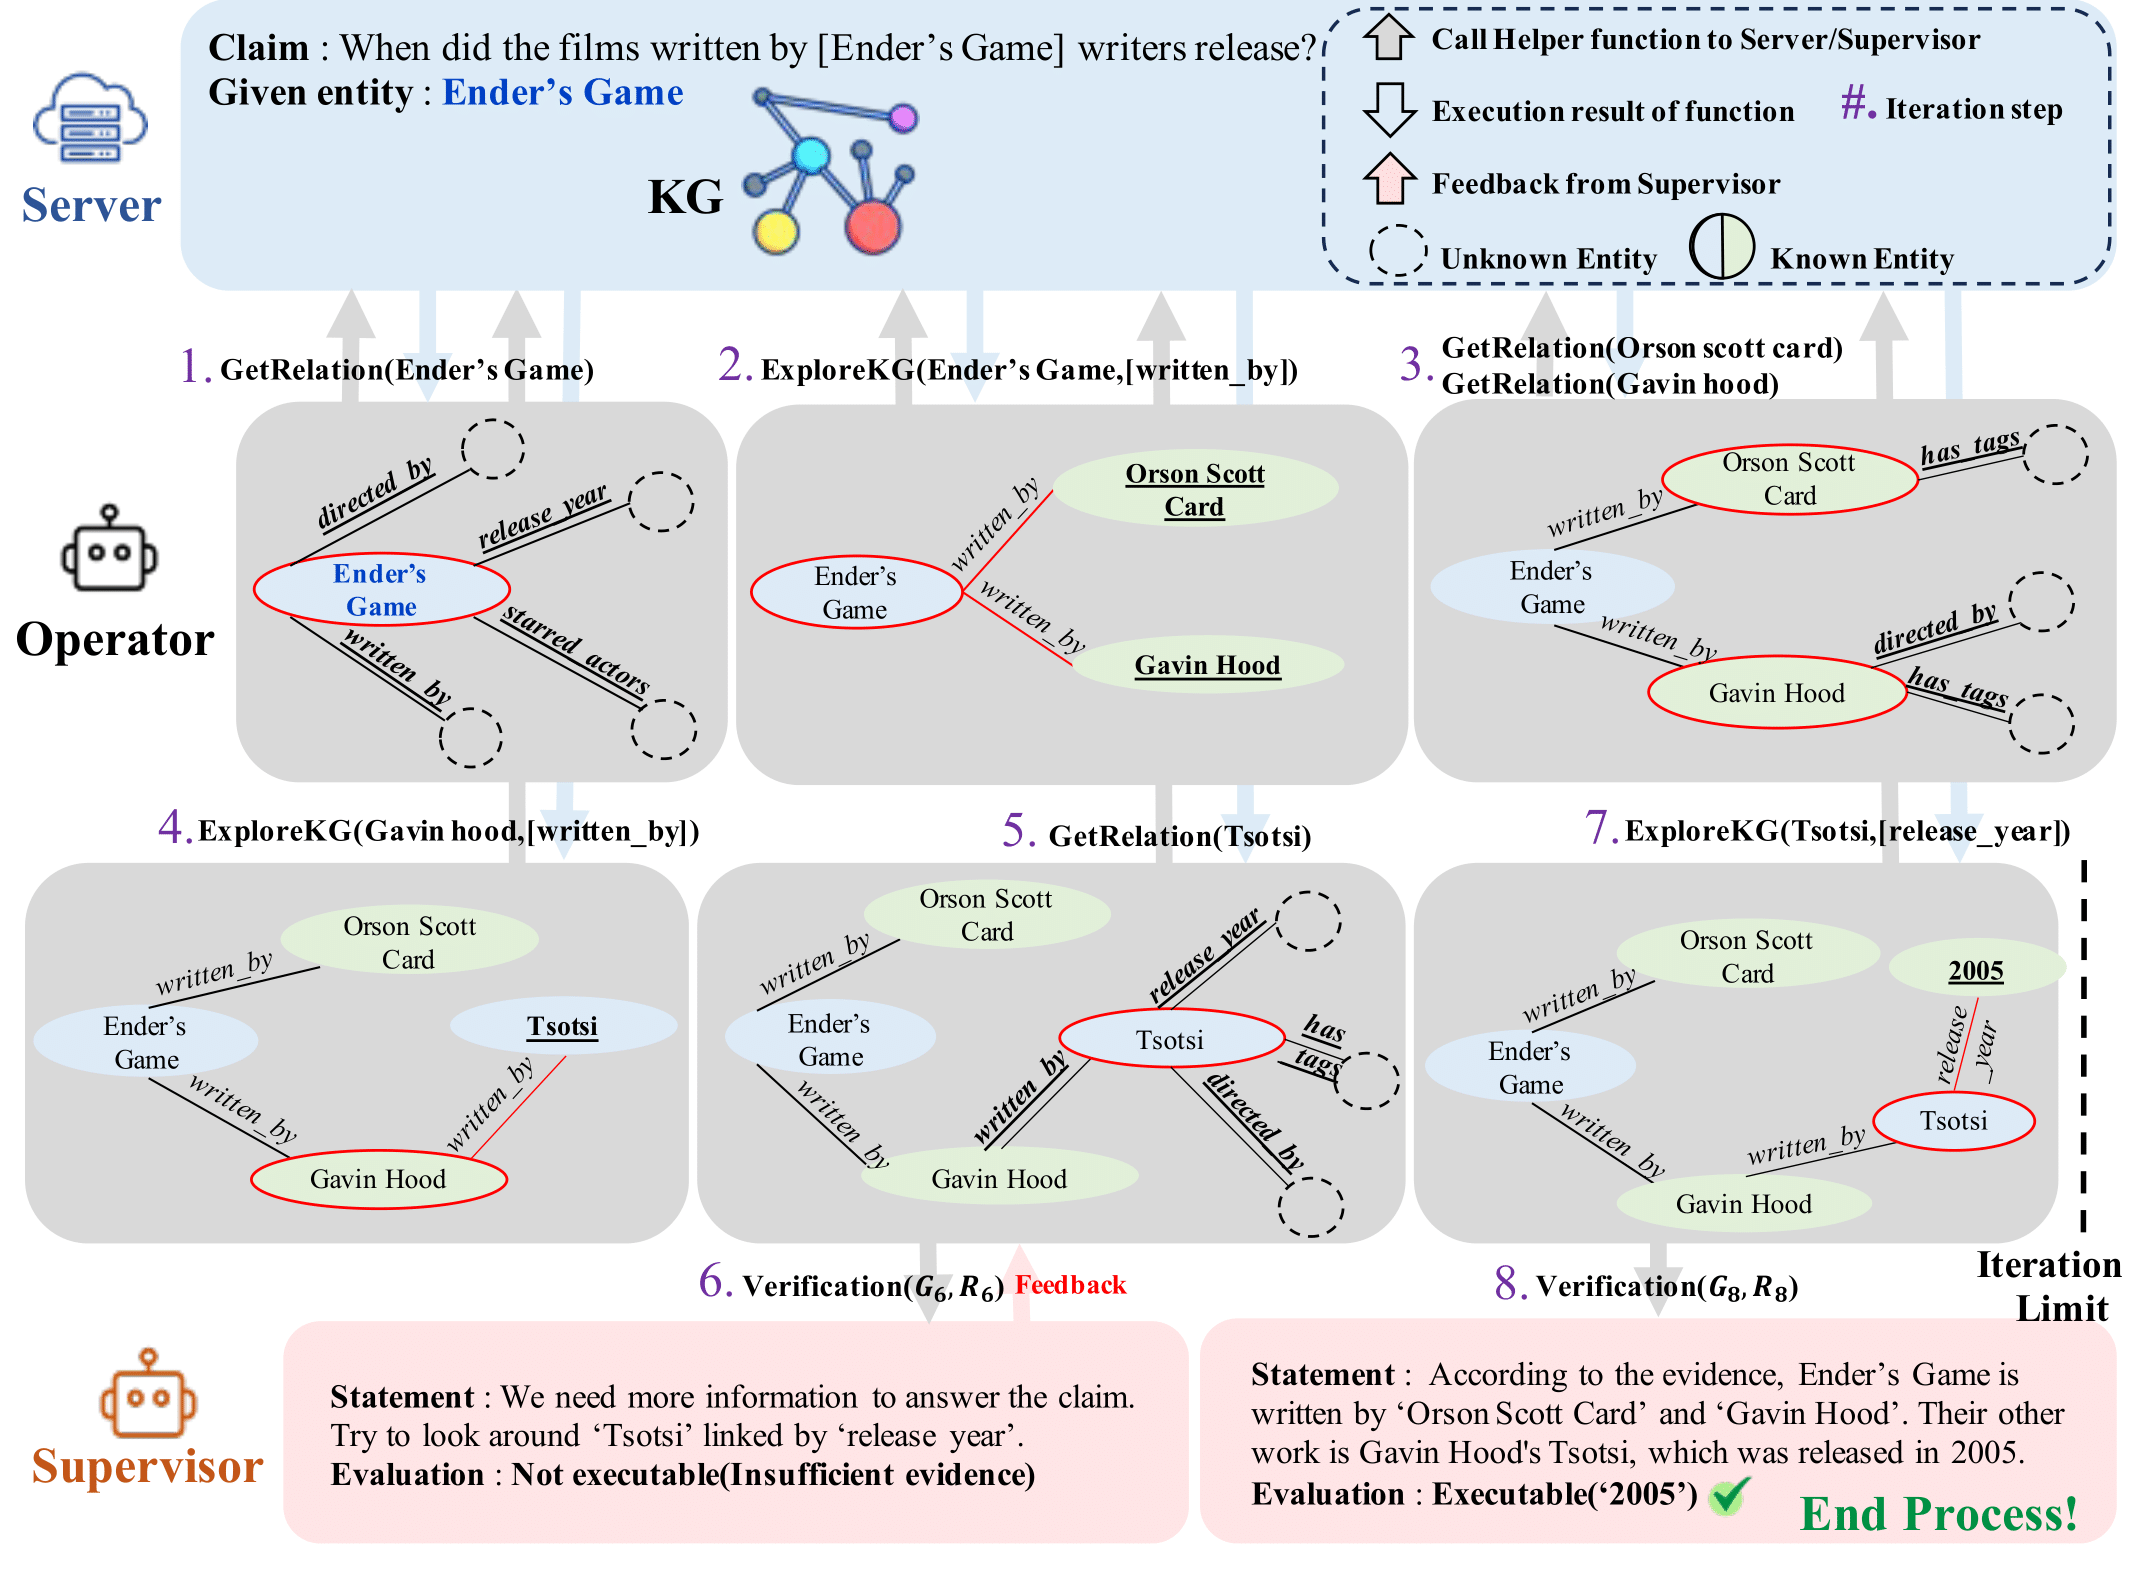 Claim : When did the films written by [Ender's Game] writers release?
Given entity : Ender's Game
KG
Server
Call Helper function to Server/Supervisor
Execution result of function
#. Iteration step
Feedback from Supervisor
Unknown Entity
Known Entity
1. GetRelation(Ender's Game)
2. ExploreKG(Ender's Game,[written_by])
3. GetRelation(Orson scott card)
GetRelation(Gavin hood)
Operator
directed_by
release_year
Ender's
Game
written_by
starred_actors
Orson Scott
Card
written_by
Ender's
Game
written_by
Gavin Hood
Orson Scott
Card
has_tags
written_by
Ender's
Game
written_by
directed_by
Gavin Hood
has_tags
4. ExploreKG(Gavin hood,[written_by])
5. GetRelation(Tsotsi)
7. ExploreKG(Tsotsi,[release_year])
Orson Scott
Card
written_by
Ender's
Game
Tsotsi
written_by
written_by
Gavin Hood
Orson Scott
Card
written_by
release_year
Ender's
Game
Tsotsi
has
tags
written_by
written_by
directed_by
Gavin Hood
Orson Scott
Card
2005
written_by
release
_year
Ender's
Game
Tsotsi
written_by
written_by
Gavin Hood
Iteration
Limit
6. Verification(G₆, R₆) Feedback
8. Verification(G₈, R₈)
Supervisor
Statement : We need more information to answer the claim.
Try to look around ‘Tsotsi’ linked by ‘release year’.
Evaluation : Not executable(Insufficient evidence)
Statement : According to the evidence, Ender's Game is
written by ‘Orson Scott Card’ and ‘Gavin Hood’. Their other
work is Gavin Hood's Tsotsi, which was released in 2005.
Evaluation : Executable(‘2005’)
End Process!